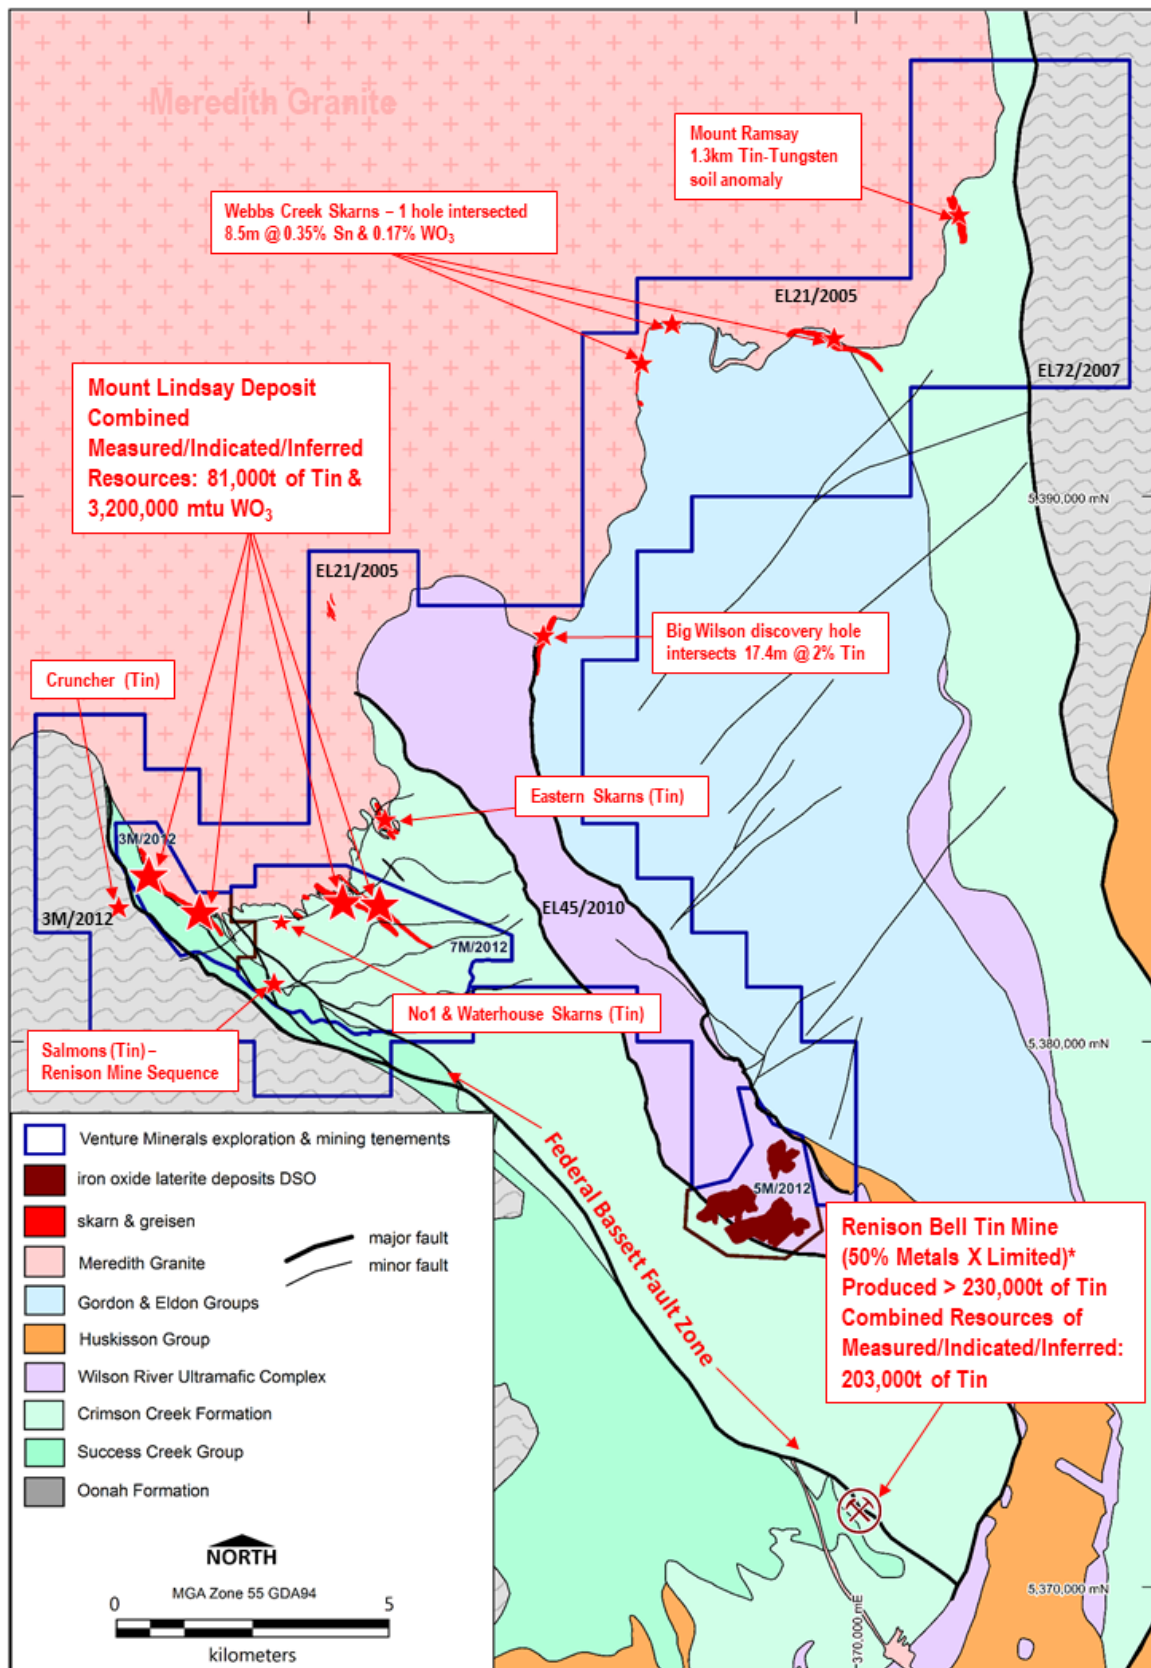 Meredith Granite
Mount Ramsay
1.3km Tin-Tungsten
soil anomaly
Webbs Creek Skarns – 1 hole intersected
8.5m @ 0.35% Sn & 0.17% WO₃
EL21/2005
EL72/2007
Mount Lindsay Deposit
Combined
Measured/Indicated/Inferred
Resources: 81,000t of Tin &
3,200,000 mtu WO₃
5,390,000 mN
EL21/2005
Big Wilson discovery hole
intersects 17.4m @ 2% Tin
Cruncher (Tin)
Eastern Skarns (Tin)
3M/2012
3M/2012
EL45/2010
7M/2012
No1 & Waterhouse Skarns (Tin)
Salmons (Tin) –
Renison Mine Sequence
5,380,000 mN
Federal Bassett Fault Zone
5M/2012
Renison Bell Tin Mine
(50% Metals X Limited)*
Produced > 230,000t of Tin
Combined Resources of
Measured/Indicated/Inferred:
203,000t of Tin
Venture Minerals exploration & mining tenements
iron oxide laterite deposits DSO
skarn & greisen
Meredith Granite
Gordon & Eldon Groups
Huskisson Group
Wilson River Ultramafic Complex
Crimson Creek Formation
Success Creek Group
Oonah Formation
major fault
minor fault
NORTH
MGA Zone 55 GDA94
0 5
kilometers
5,370,000 mN
370,000 mE